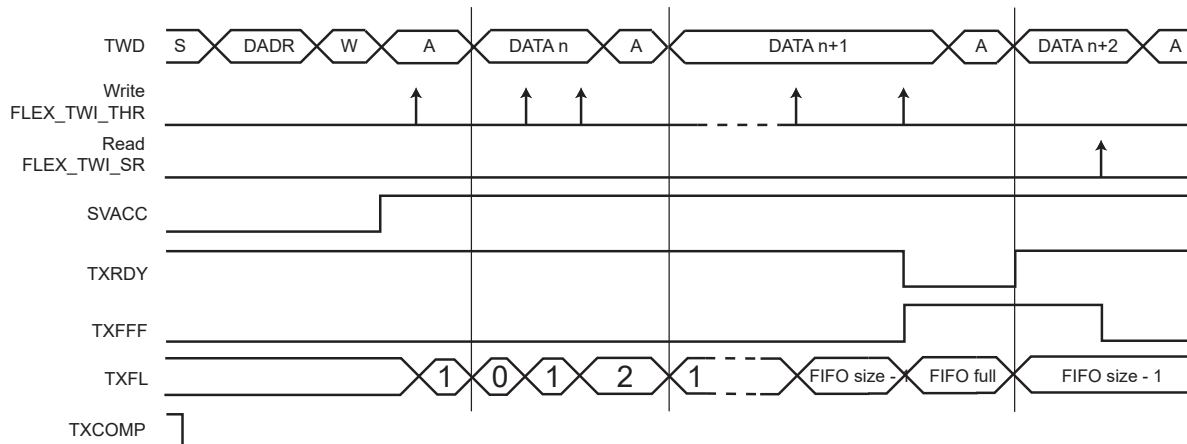 TWD S DADR W A DATA n A DATA n+1 A DATA n+2 A
Write
FLEX_TWI_THR
Read
FLEX_TWI_SR
SVACC
TXRDY
TXFFF
TXFL 1 0 1 2 1 FIFO size - 1 FIFO full FIFO size - 1
TXCOMP